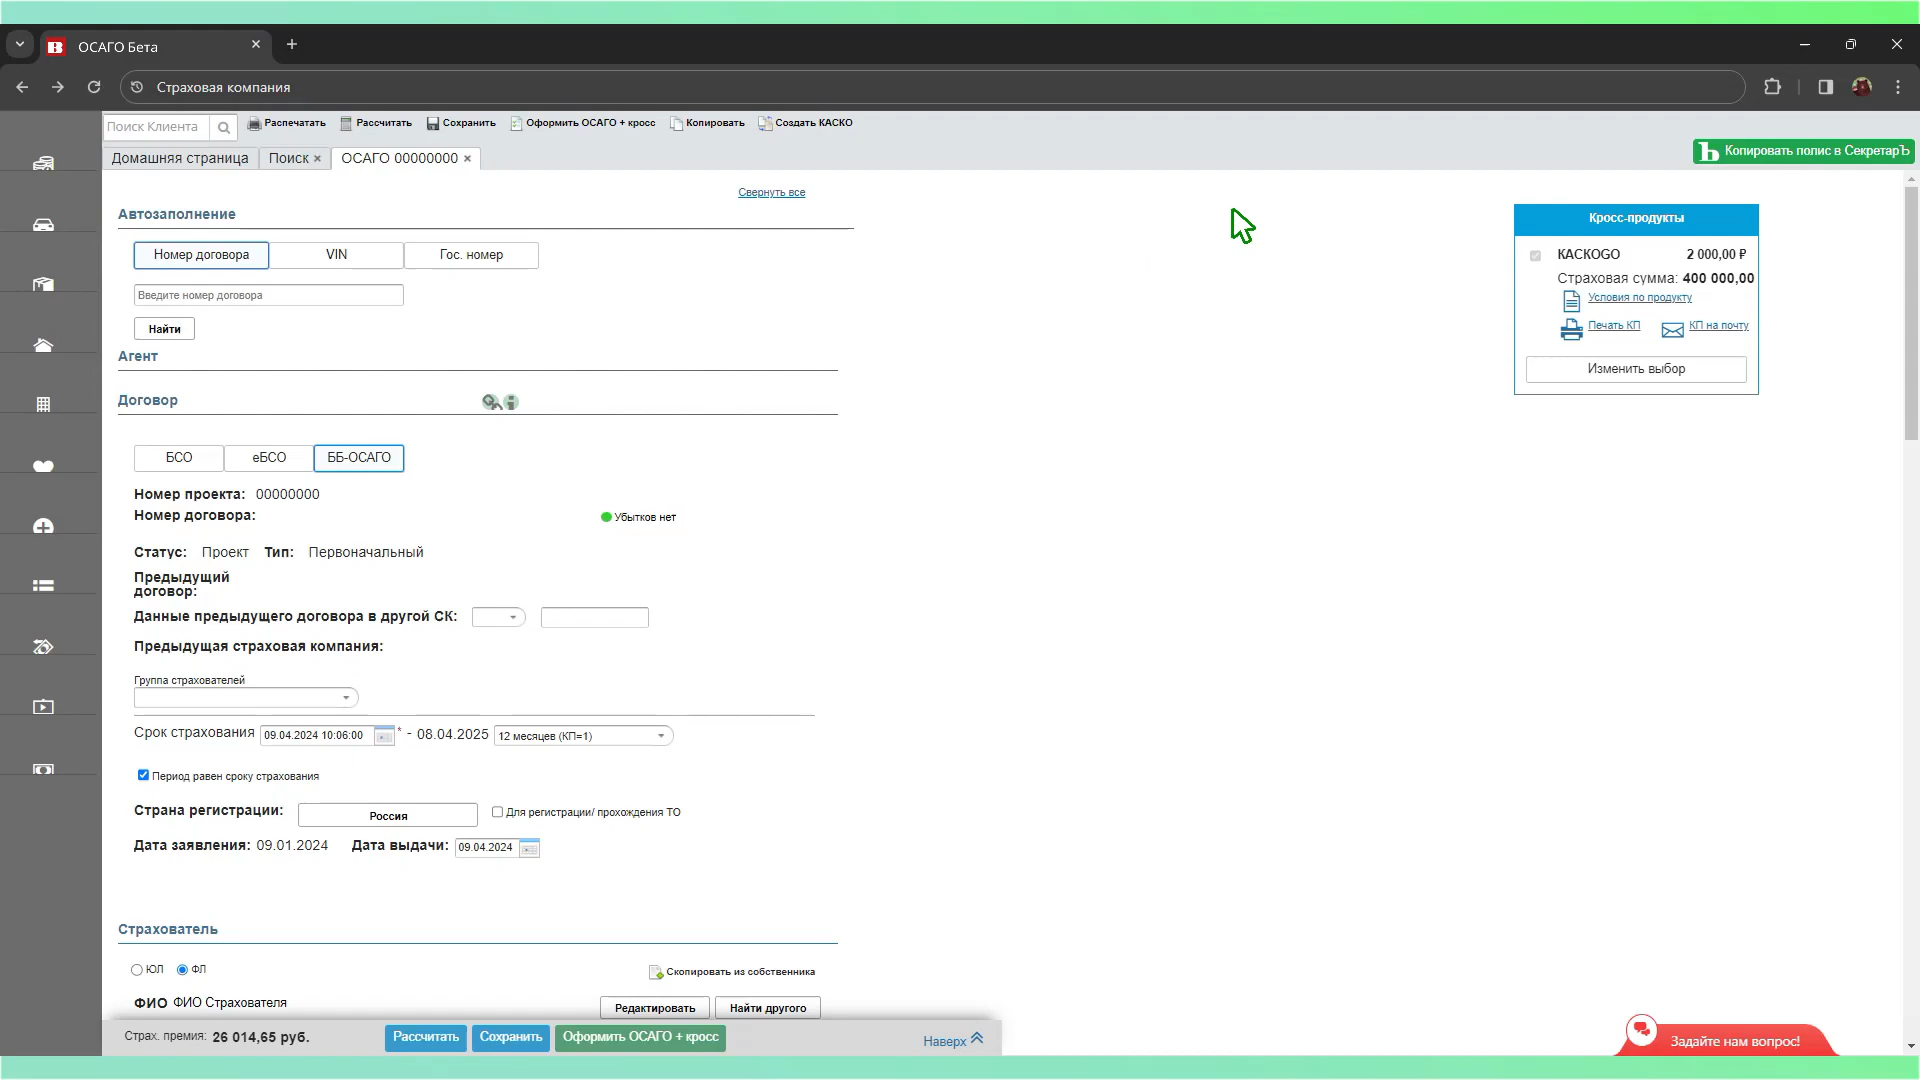 ОСАГО Бета
Страховая компания
Поиск Клиента
Распечатать
Рассчитать
Сохранить
Оформить ОСАГО + кросс
Копировать
Создать КАСКО
Домашняя страница
Поиск
ОСАГО 00000000
Копировать полис в СекретарЪ
Свернуть все
Автозаполнение
Номер договора
VIN
Гос. номер
Введите номер договора
Найти
Агент
Договор
БСО
еБСО
ББ-ОСАГО
Номер проекта: 00000000
Номер договора:
Убытков нет
Статус: Проект Тип: Первоначальный
Предыдущий
договор:
Данные предыдущего договора в другой СК:
Предыдущая страховая компания:
Группа страхователей
Срок страхования 09.04.2024 10:06:00 * - 08.04.2025 12 месяцев (КП=1)
Период равен сроку страхования
Страна регистрации: Россия Для регистрации/ прохождения ТО
Дата заявления: 09.01.2024 Дата выдачи: 09.04.2024
Страхователь
ЮЛ ФЛ
Скопировать из собственника
ФИО ФИО Страхователя
Редактировать
Найти другого
Страх. премия: 26 014,65 руб.
Рассчитать
Сохранить
Оформить ОСАГО + кросс
Наверх
Кросс-продукты
КАСКОGO 2 000,00 ₽
Страховая сумма: 400 000,00
Условия по продукту
Печать КП
КП на почту
Изменить выбор
Задайте нам вопрос!